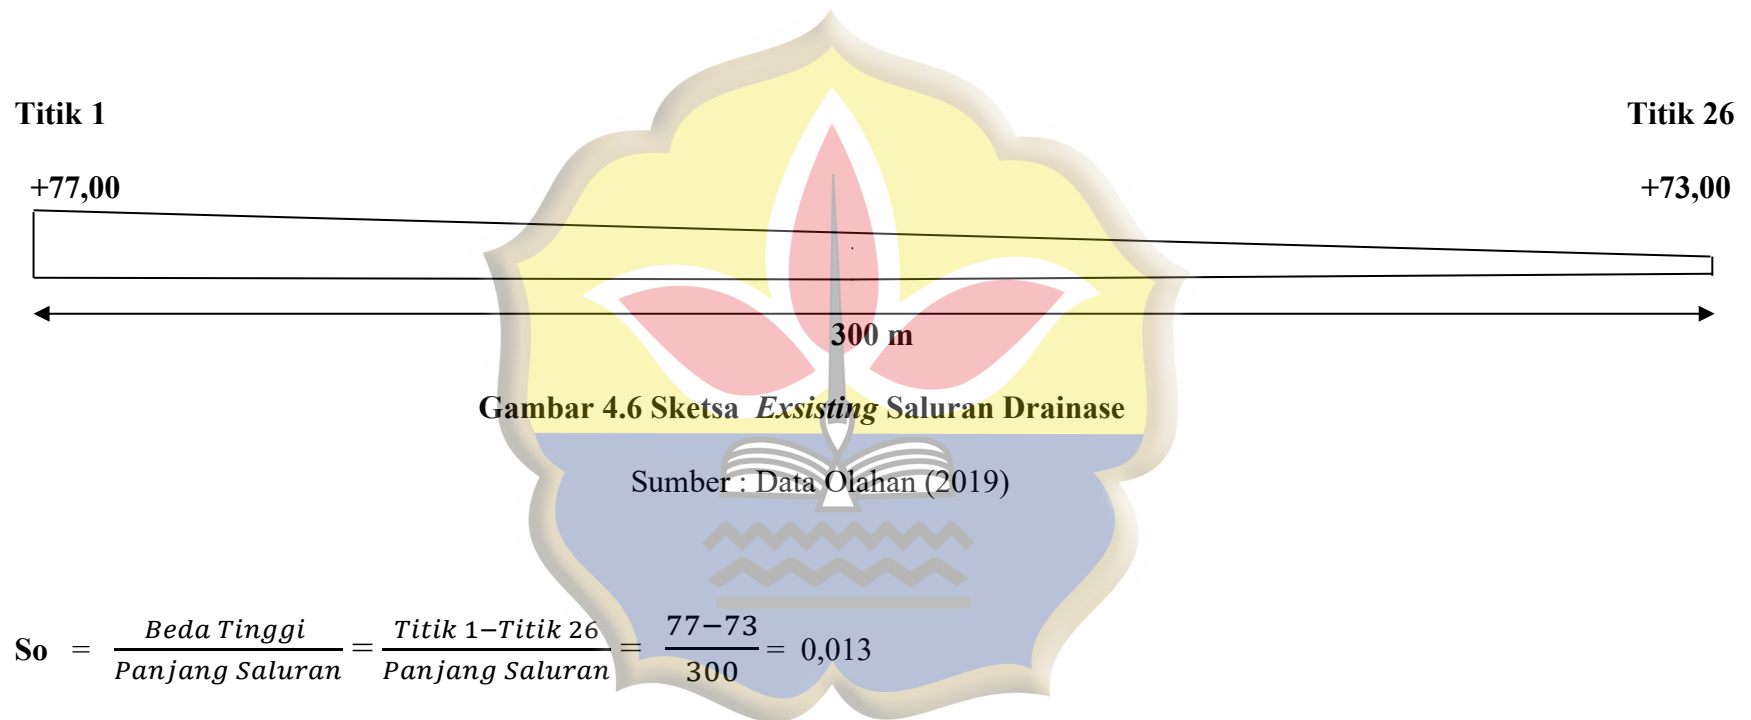 Titik 1 Titik 26
+77,00 +73,00
300 m
Gambar 4.6 Sketsa Exsisting Saluran Drainase
Sumber : Data Olahan (2019)
So = Beda Tinggi / Panjang Saluran = Titik 1−Titik 26 / Panjang Saluran = 77−73 / 300 = 0,013